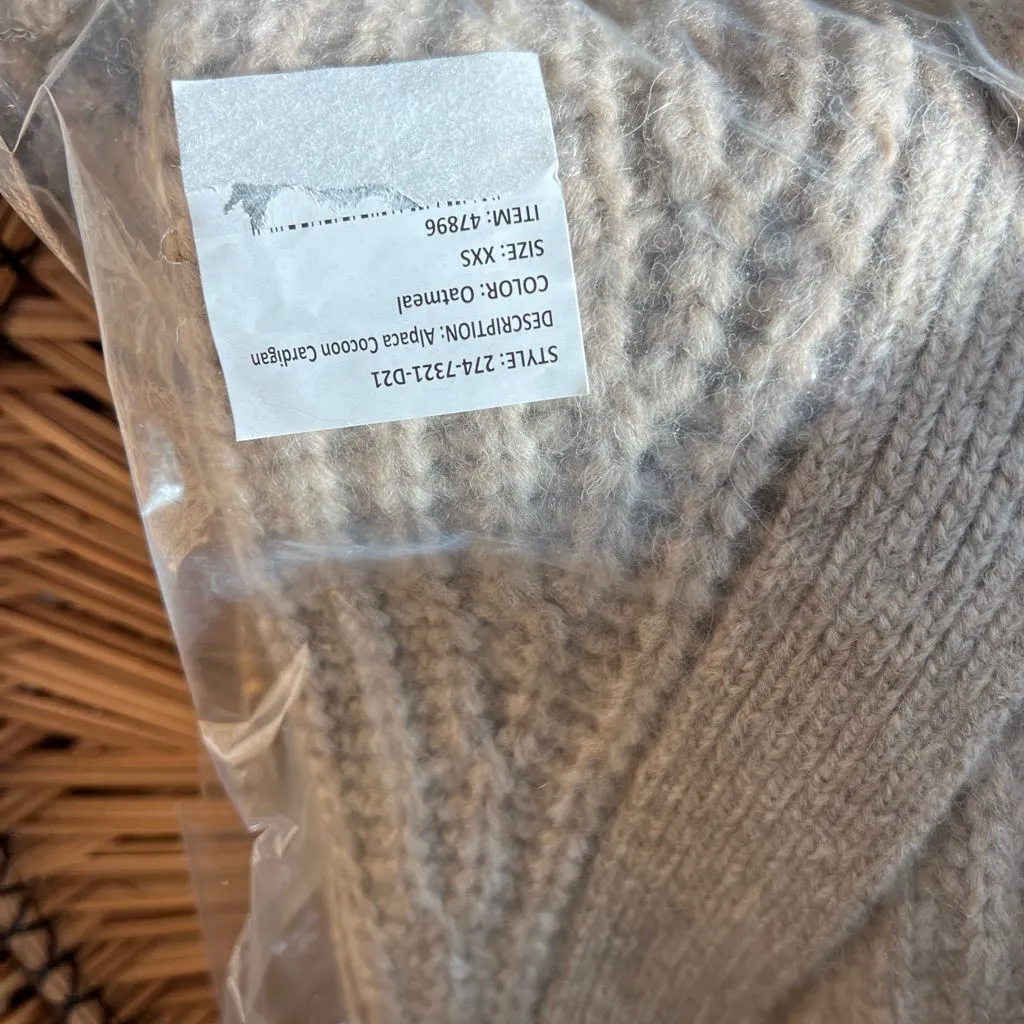 STYLE: 274-7321-D21
DESCRIPTION: Alpaca Cocoon Cardigan
COLOR: Oatmeal
SIZE: XXS
ITEM: 47896